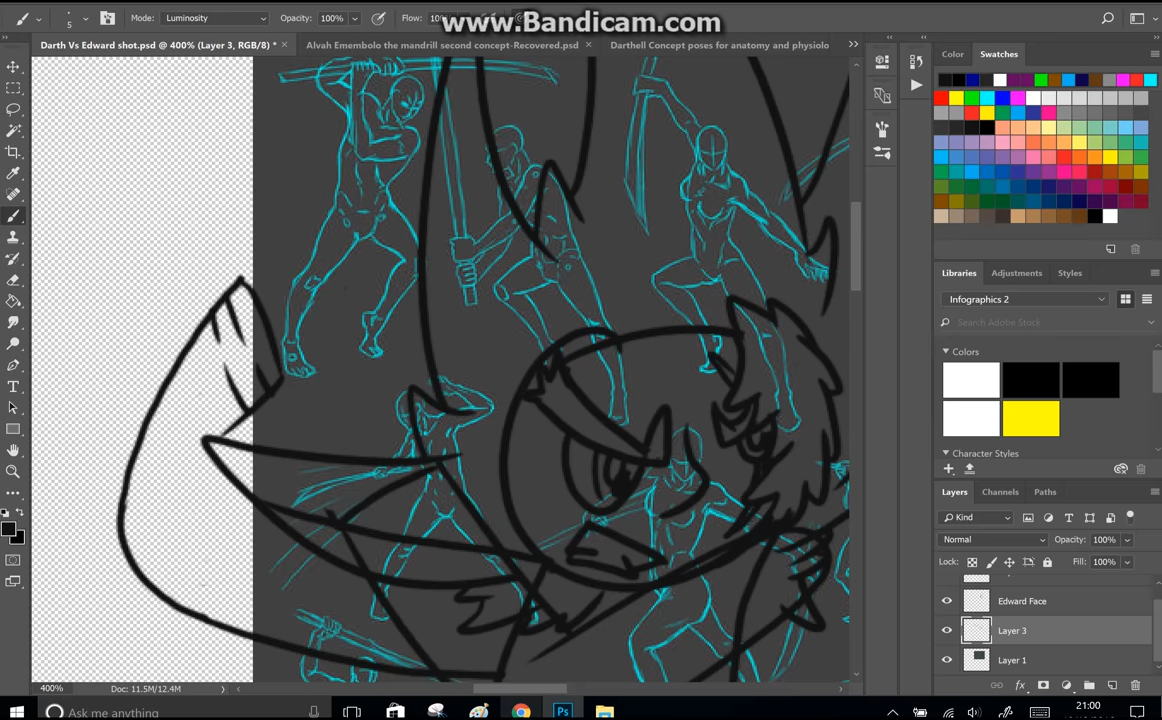 www.Bandicam.com
5 Mode: Luminosity Opacity: 100% Flow:
Darth Vs Edward shot.psd @ 400% (Layer 3, RGB/8) * × Alvah Emembolo the mandrill second concept-Recovered.psd × Darthell Concept poses for anatomy and physiolo
Color Swatches
Libraries Adjustments Styles
Infographics 2
Search Adobe Stock
Colors
Character Styles
Layers Channels Paths
Kind
Normal Opacity: 100%
Lock: Fill: 100%
Edward Face
Layer 3
Layer 1
400% Doc: 11.5M/12.4M
Ask me anything
Ps
21:00